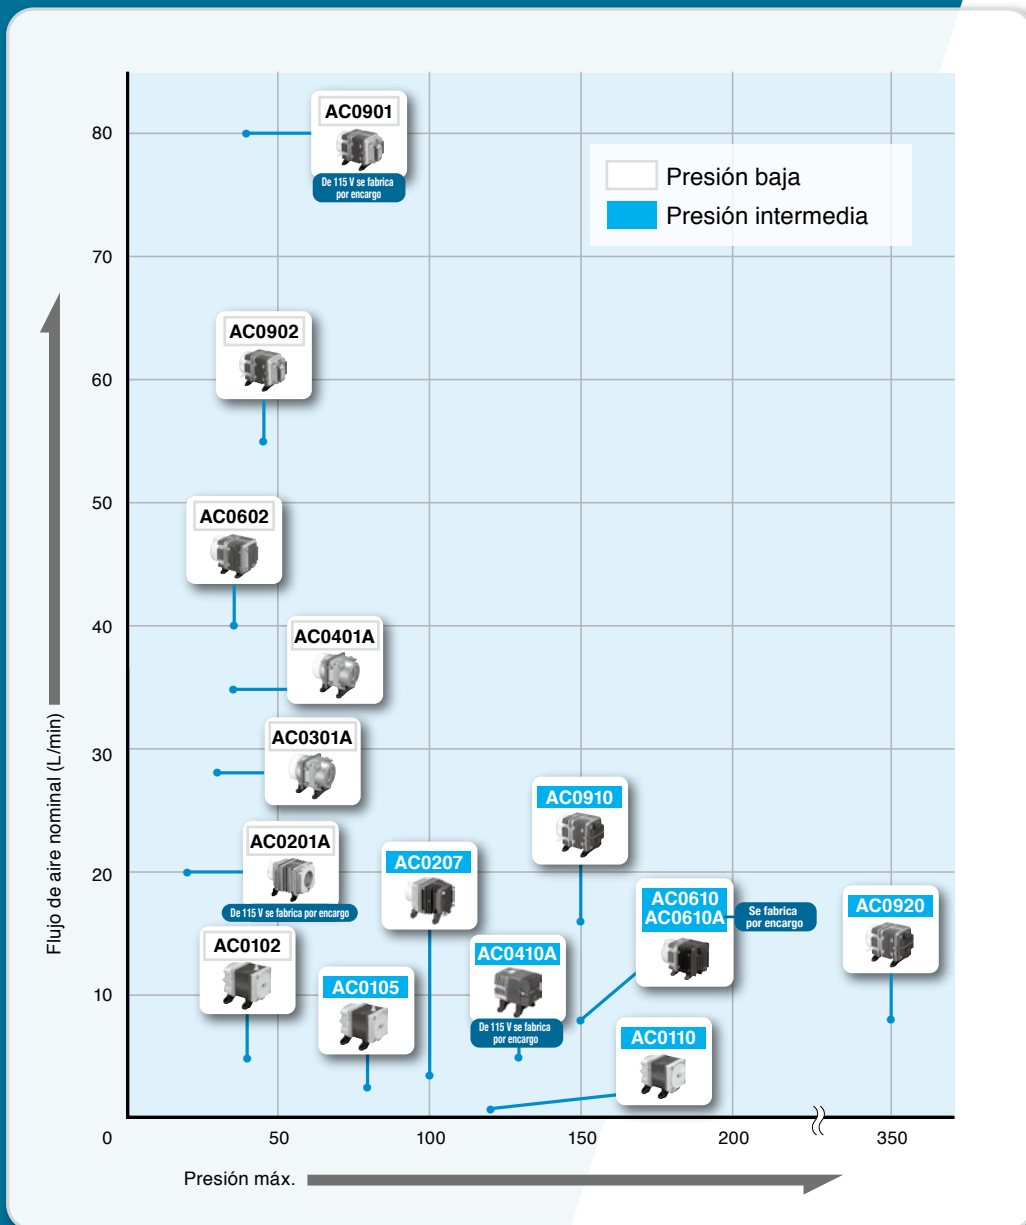 AC0901
De 115 V se fabrica
por encargo
Presión baja
Presión intermedia
80
70
AC0902
60
50
AC0602
40
AC0401A
30
AC0301A
AC0910
20
AC0201A
De 115 V se fabrica por encargo
AC0207
AC0610
AC0610A
Se fabrica
por encargo
AC0920
10
AC0102
AC0105
AC0410A
De 115 V se fabrica
por encargo
AC0110
Flujo de aire nominal (L/min)
0
50
100
150
200
350
Presión máx.